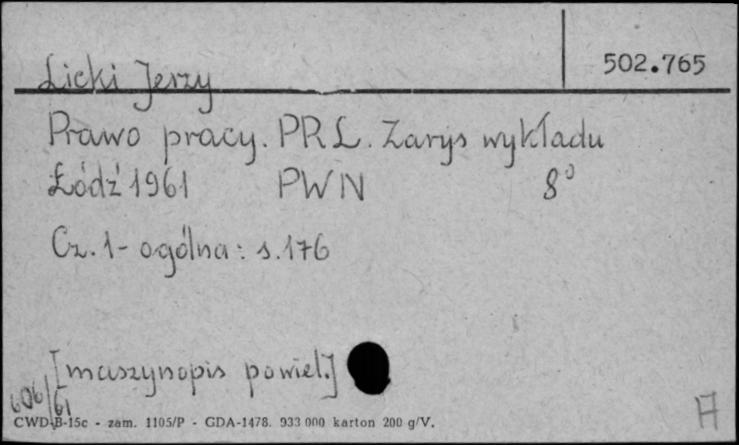 Licki Jerzy
502.765
Prawo pracy. PRL. Zarys wykładu
Łódź 1961 PWN 8°
Cz. 1 - ogólna: s. 176
[maszynopis powiel.]
606/61
CWD-B-15c - zam. 1105/P - GDA-1478. 933 000 karton 200 g/V.